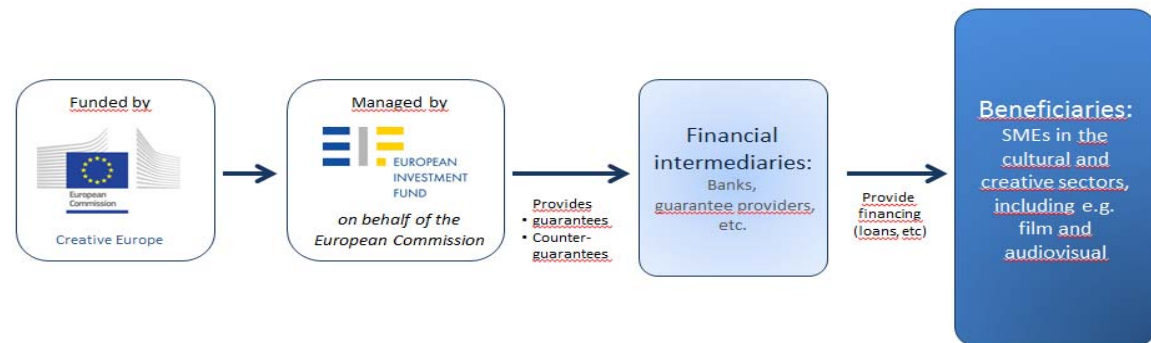 Funded by
European
Commission
Creative Europe
Managed by
EIF
EUROPEAN
INVESTMENT
FUND
on behalf of the
European Commission
Provides
• guarantees
• Counter-
guarantees
Financial
intermediaries:
Banks,
guarantee providers,
etc.
Provide
financing
(loans, etc)
Beneficiaries:
SMEs in the
cultural and
creative sectors,
including e.g.
film and
audiovisual